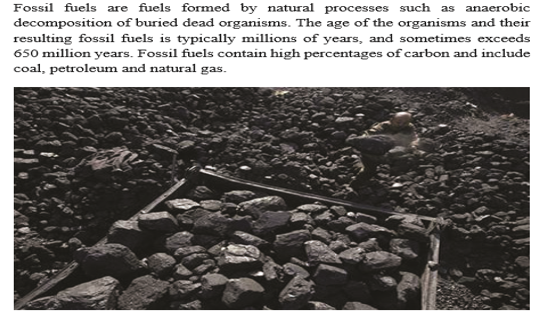 Fossil fuels are fuels formed by natural processes such as anaerobic
decomposition of buried dead organisms. The age of the organisms and their
resulting fossil fuels is typically millions of years, and sometimes exceeds
650 million years. Fossil fuels contain high percentages of carbon and include
coal, petroleum and natural gas.